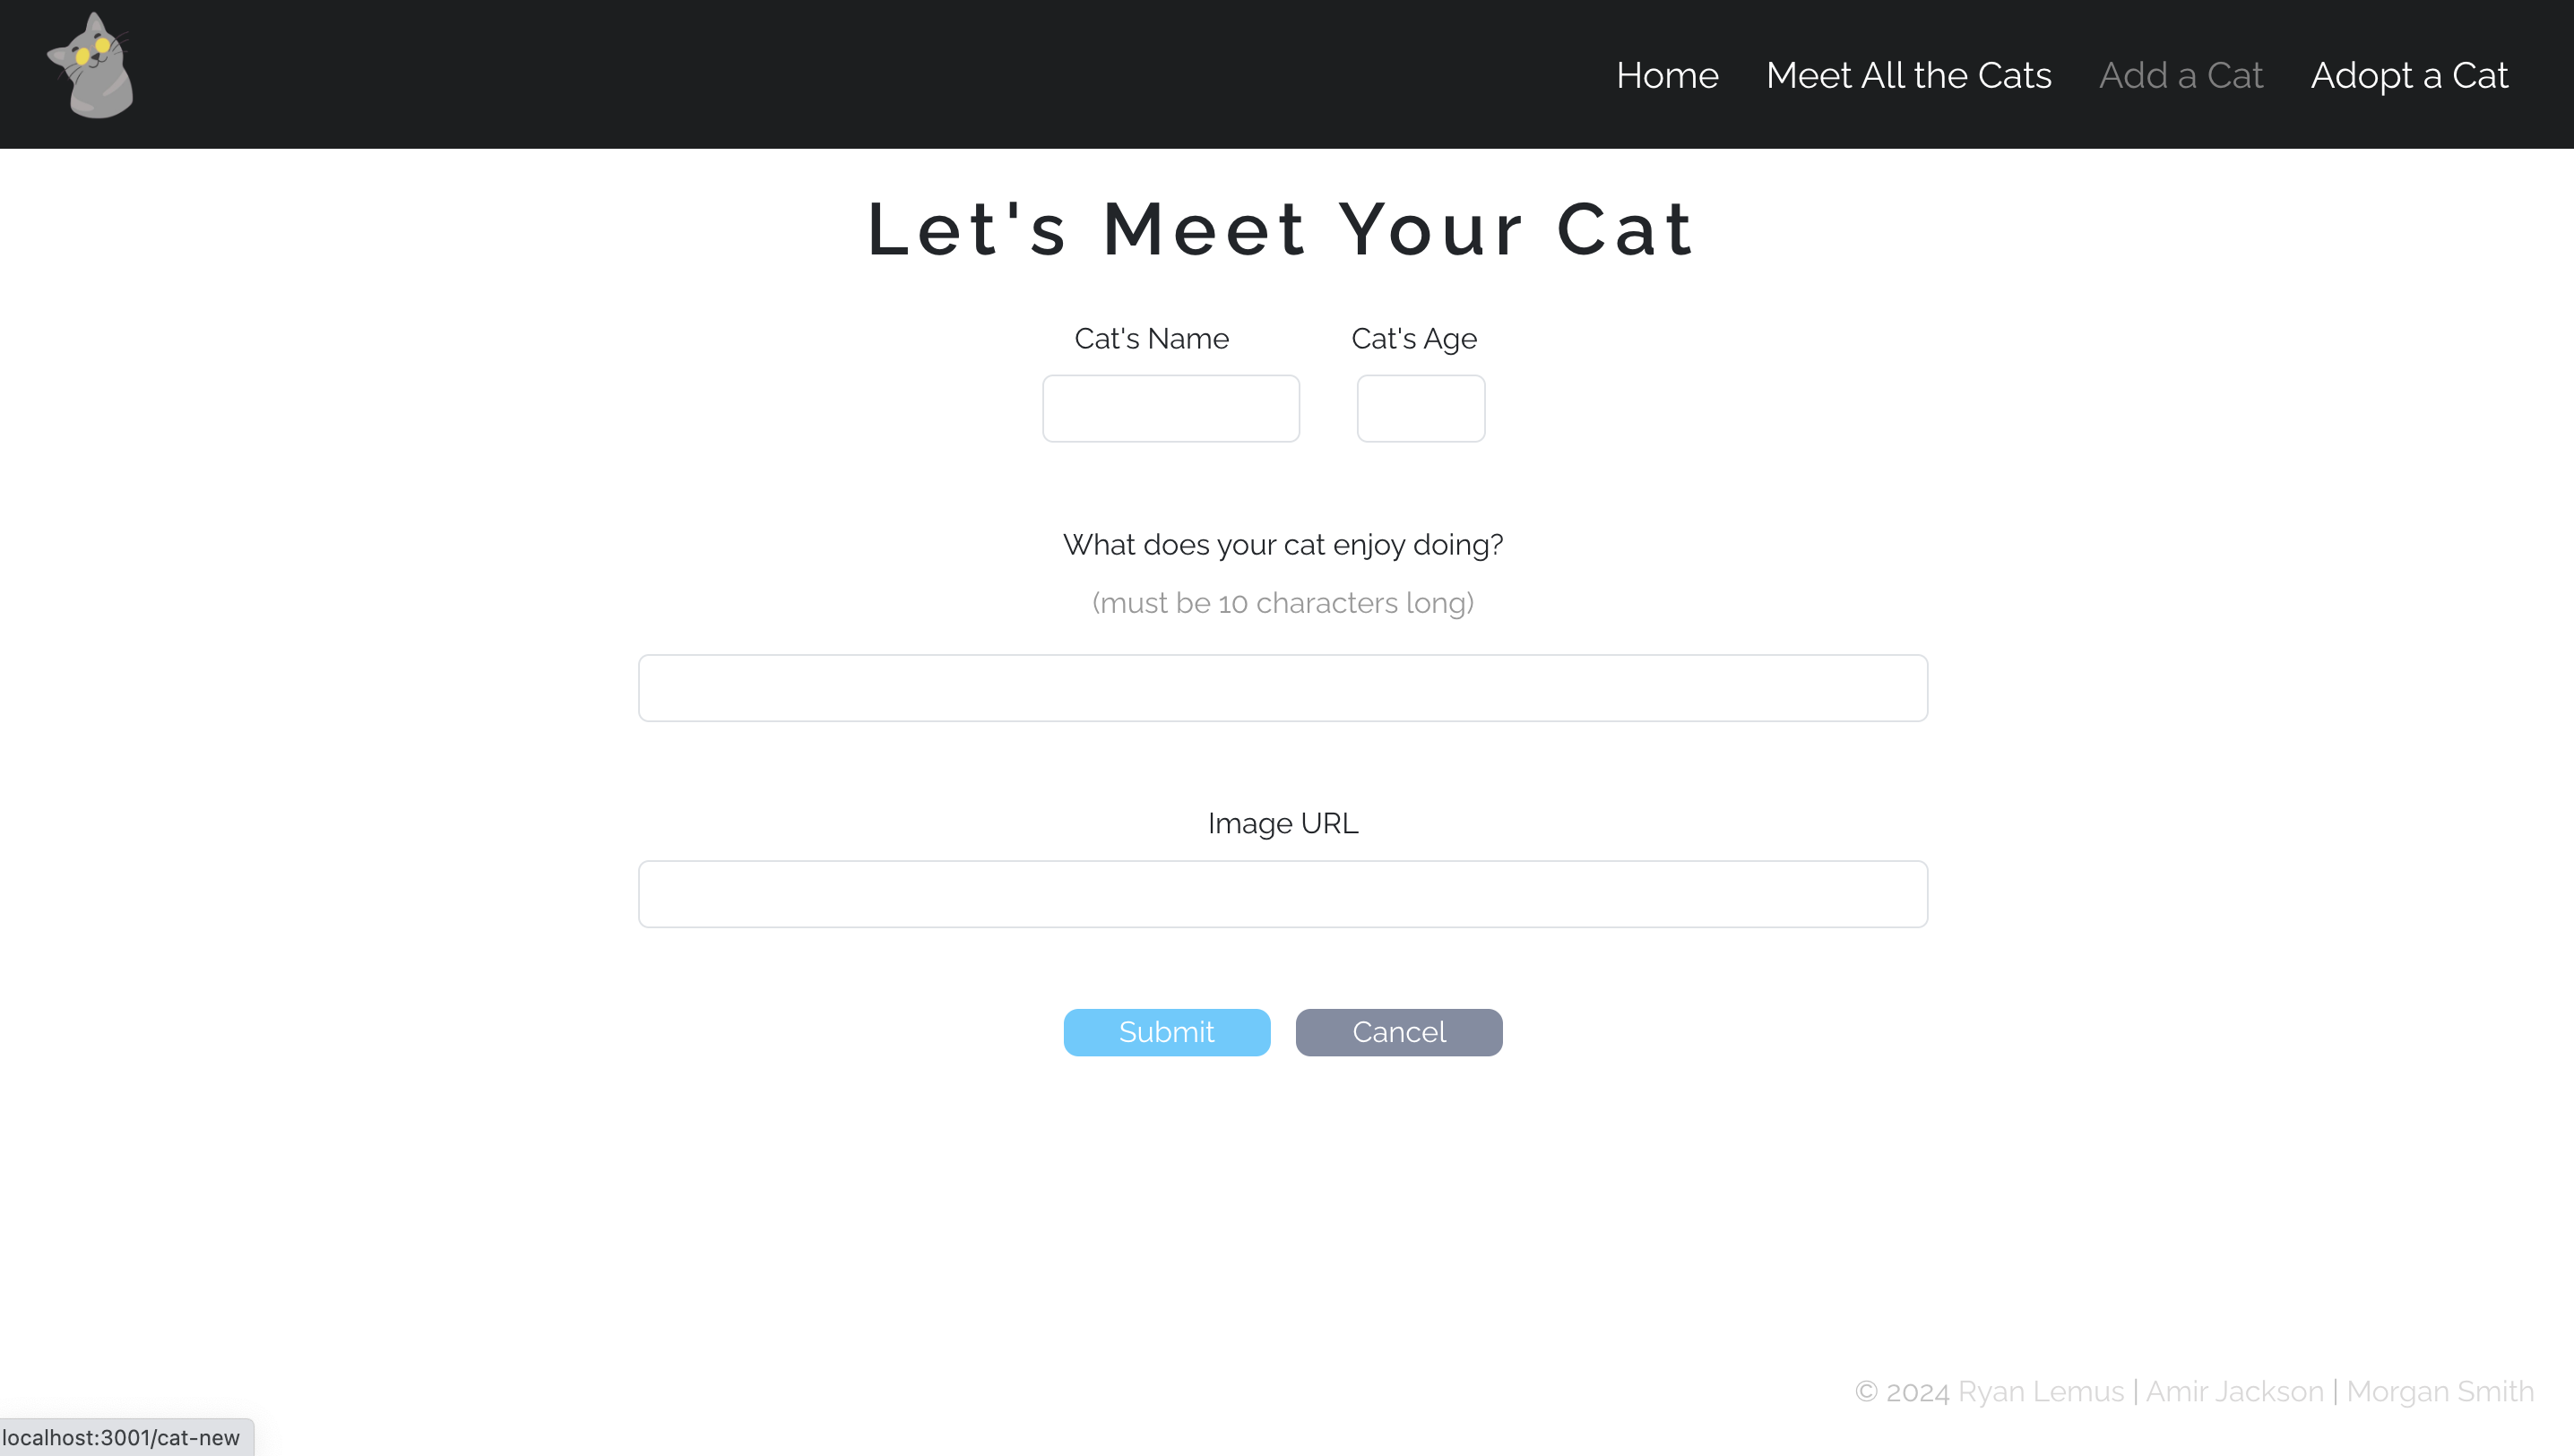 Home Meet All the Cats Add a Cat Adopt a Cat
Let's Meet Your Cat
Cat's Name Cat's Age
What does your cat enjoy doing?
(must be 10 characters long)
Image URL
Submit Cancel
© 2024 Ryan Lemus | Amir Jackson | Morgan Smith
localhost:3001/cat-new